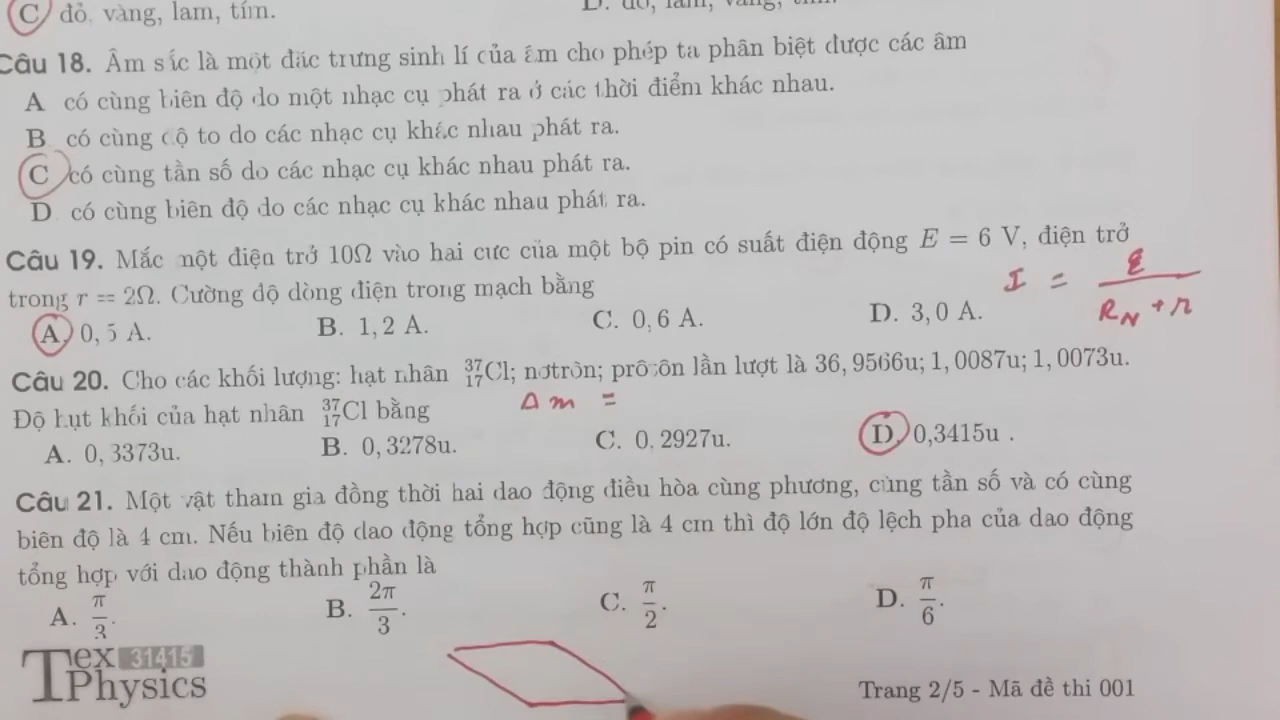 C đỏ, vàng, lam, tím.
Câu 18. Âm sắc là một đặc trưng sinh lí của âm cho phép ta phân biệt được các âm
A có cùng biên độ do một nhạc cụ phát ra ở các thời điểm khác nhau.
B có cùng độ to do các nhạc cụ khác nhau phát ra.
C có cùng tần số do các nhạc cụ khác nhau phát ra.
D có cùng biên độ do các nhạc cụ khác nhau phát ra.
Câu 19. Mắc một điện trở 10Ω vào hai cực của một bộ pin có suất điện động E = 6 V, điện trở
trong r = 2Ω. Cường độ dòng điện trong mạch bằng
I = ℰ / (R_N + r)
A. 0, 5 A. B. 1, 2 A. C. 0, 6 A. D. 3, 0 A.
Câu 20. Cho các khối lượng: hạt nhân ³⁷₁₇Cl; nơtròn; prôtôn lần lượt là 36, 9566u; 1, 0087u; 1, 0073u.
Độ hụt khối của hạt nhân ³⁷₁₇Cl bằng
Δm =
A. 0, 3373u. B. 0, 3278u. C. 0, 2927u. D. 0,3415u .
Câu 21. Một vật tham gia đồng thời hai dao động điều hòa cùng phương, cùng tần số và có cùng
biên độ là 4 cm. Nếu biên độ dao động tổng hợp cũng là 4 cm thì độ lớn độ lệch pha của dao động
tổng hợp với dao động thành phần là
A. π/3. B. 2π/3. C. π/2. D. π/6.
Tex 31415
Physics
Trang 2/5 - Mã đề thi 001